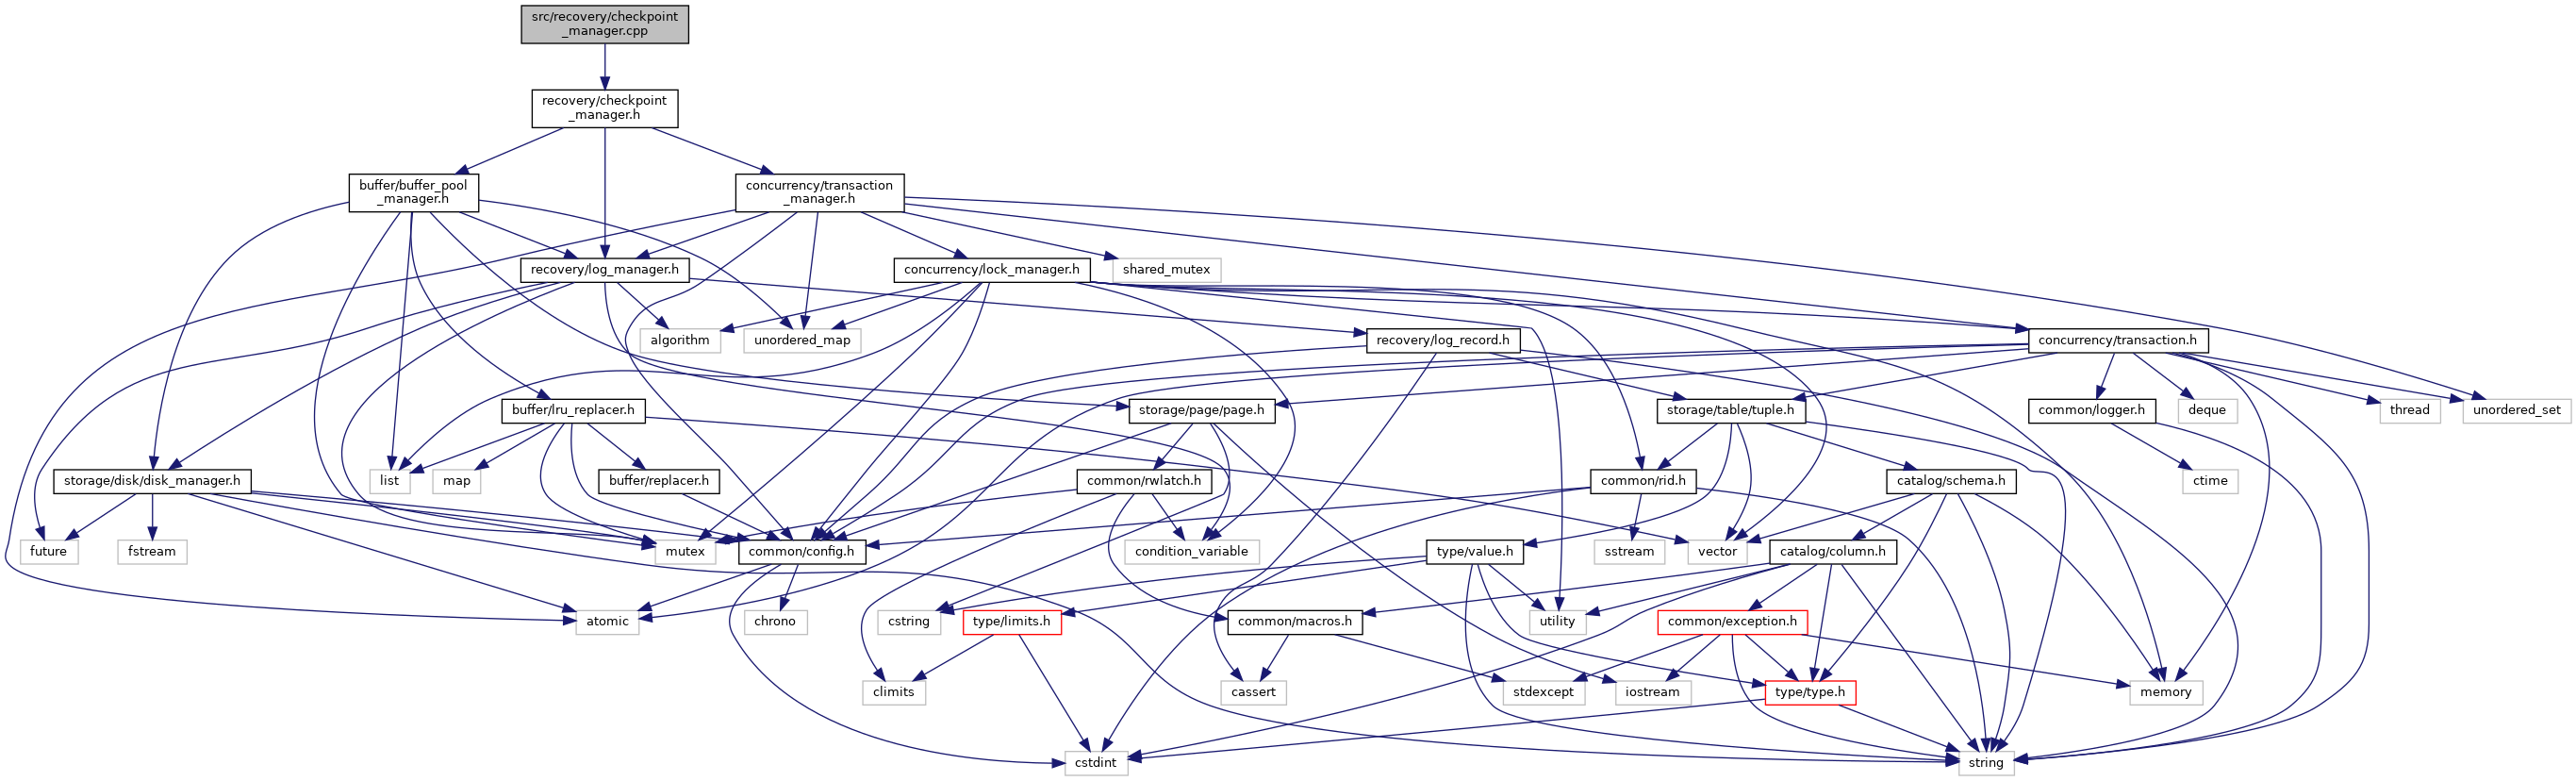 src/recovery/checkpoint
_manager.cpp
recovery/checkpoint
_manager.h
buffer/buffer_pool
_manager.h
concurrency/transaction
_manager.h
recovery/log_manager.h
concurrency/lock_manager.h
shared_mutex
algorithm
unordered_map
recovery/log_record.h
concurrency/transaction.h
buffer/lru_replacer.h
storage/page/page.h
storage/table/tuple.h
common/logger.h
deque
thread
unordered_set
storage/disk/disk_manager.h
list
map
buffer/replacer.h
common/rwlatch.h
common/rid.h
catalog/schema.h
ctime
future
fstream
mutex
common/config.h
condition_variable
type/value.h
sstream
vector
catalog/column.h
atomic
chrono
cstring
type/limits.h
common/macros.h
utility
common/exception.h
climits
cassert
stdexcept
iostream
type/type.h
memory
cstdint
string